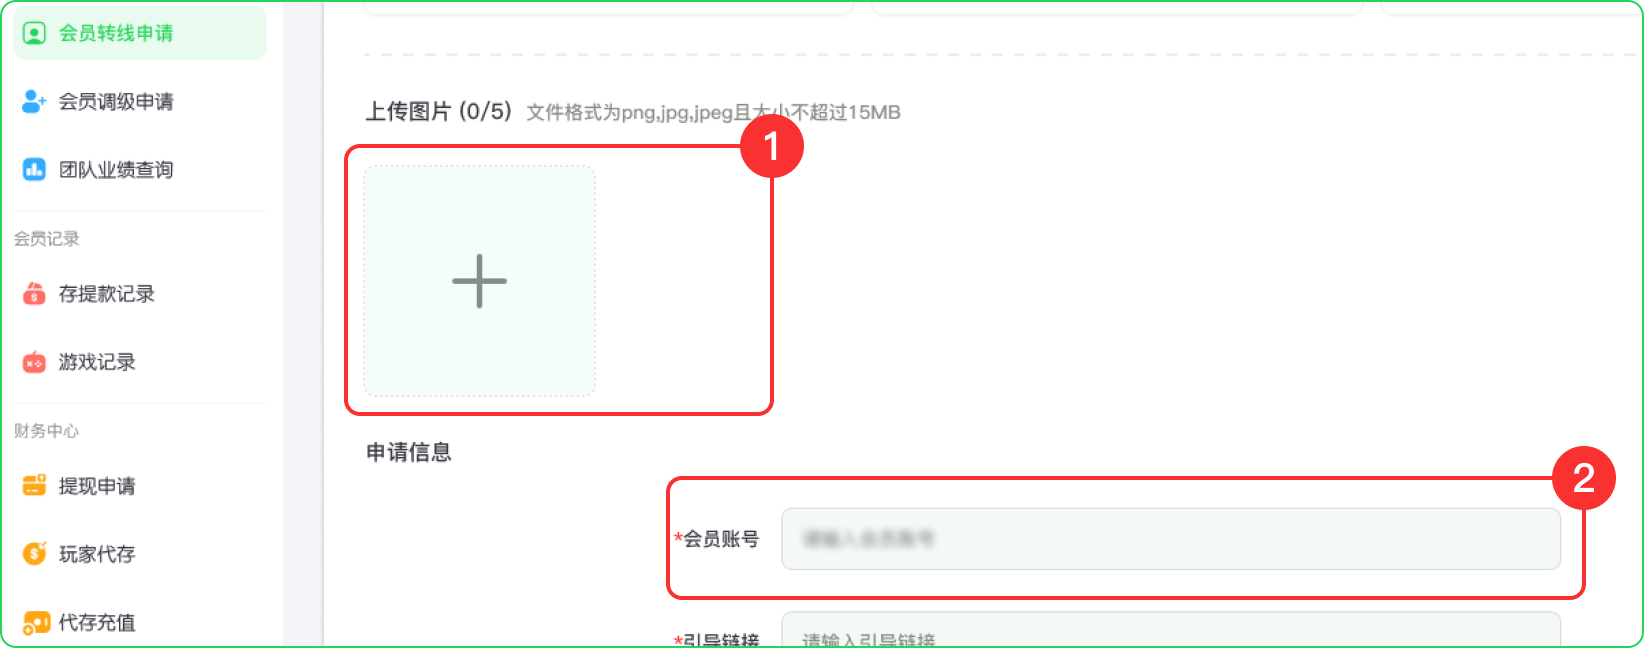 会员转线申请
会员调级申请
团队业绩查询
会员记录
存提款记录
游戏记录
财务中心
提现申请
玩家代存
代存充值
上传图片 (0/5) 文件格式为png,jpg,jpeg且大小不超过15MB
1
申请信息
2
*会员账号
*引导链接 请输入引导链接